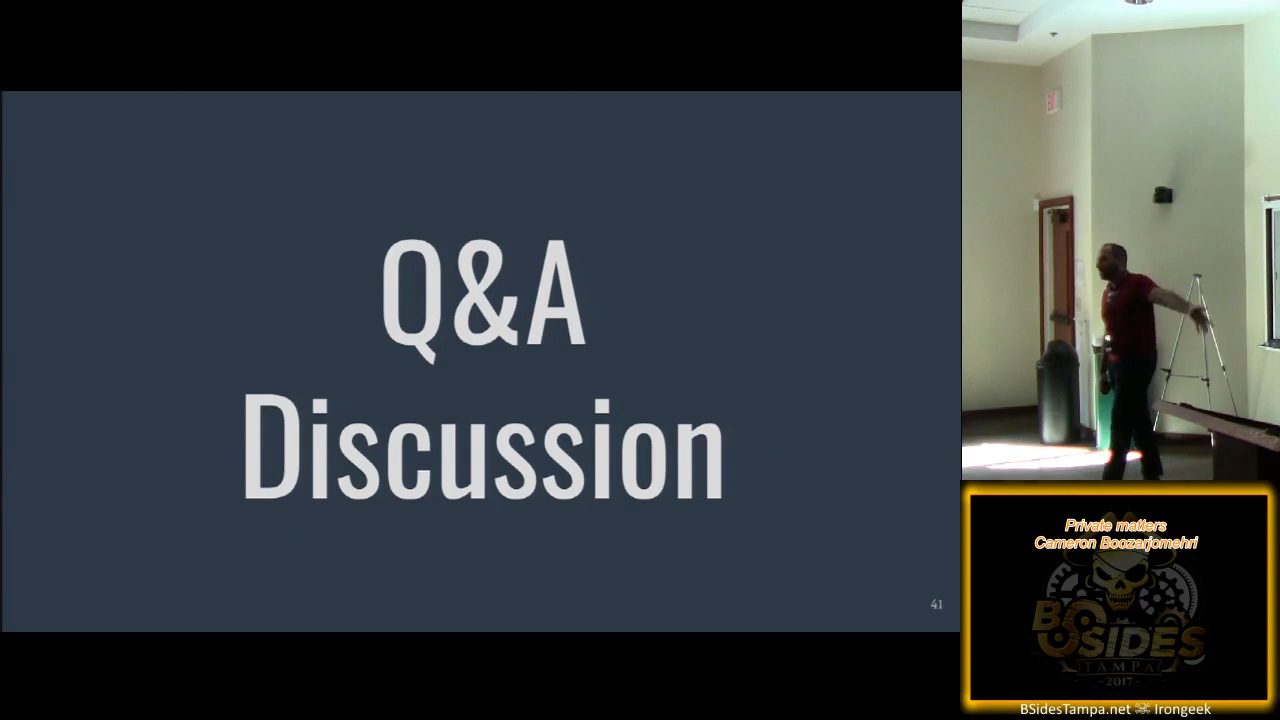 Q&A
Discussion
41
Private matters
Cameron Boozarjomehri
BSIDES
TAMPA
-2017-
BSidesTampa.net Irongeek